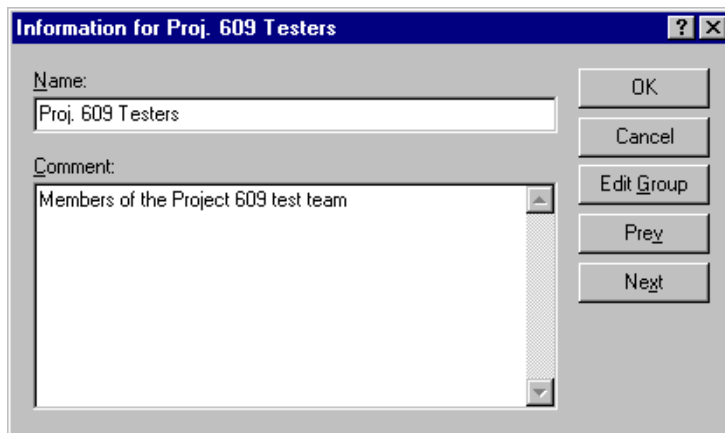 Information for Proj. 609 Testers
Name:
Proj. 609 Testers
Comment:
Members of the Project 609 test team
OK
Cancel
Edit Group
Prev
Next